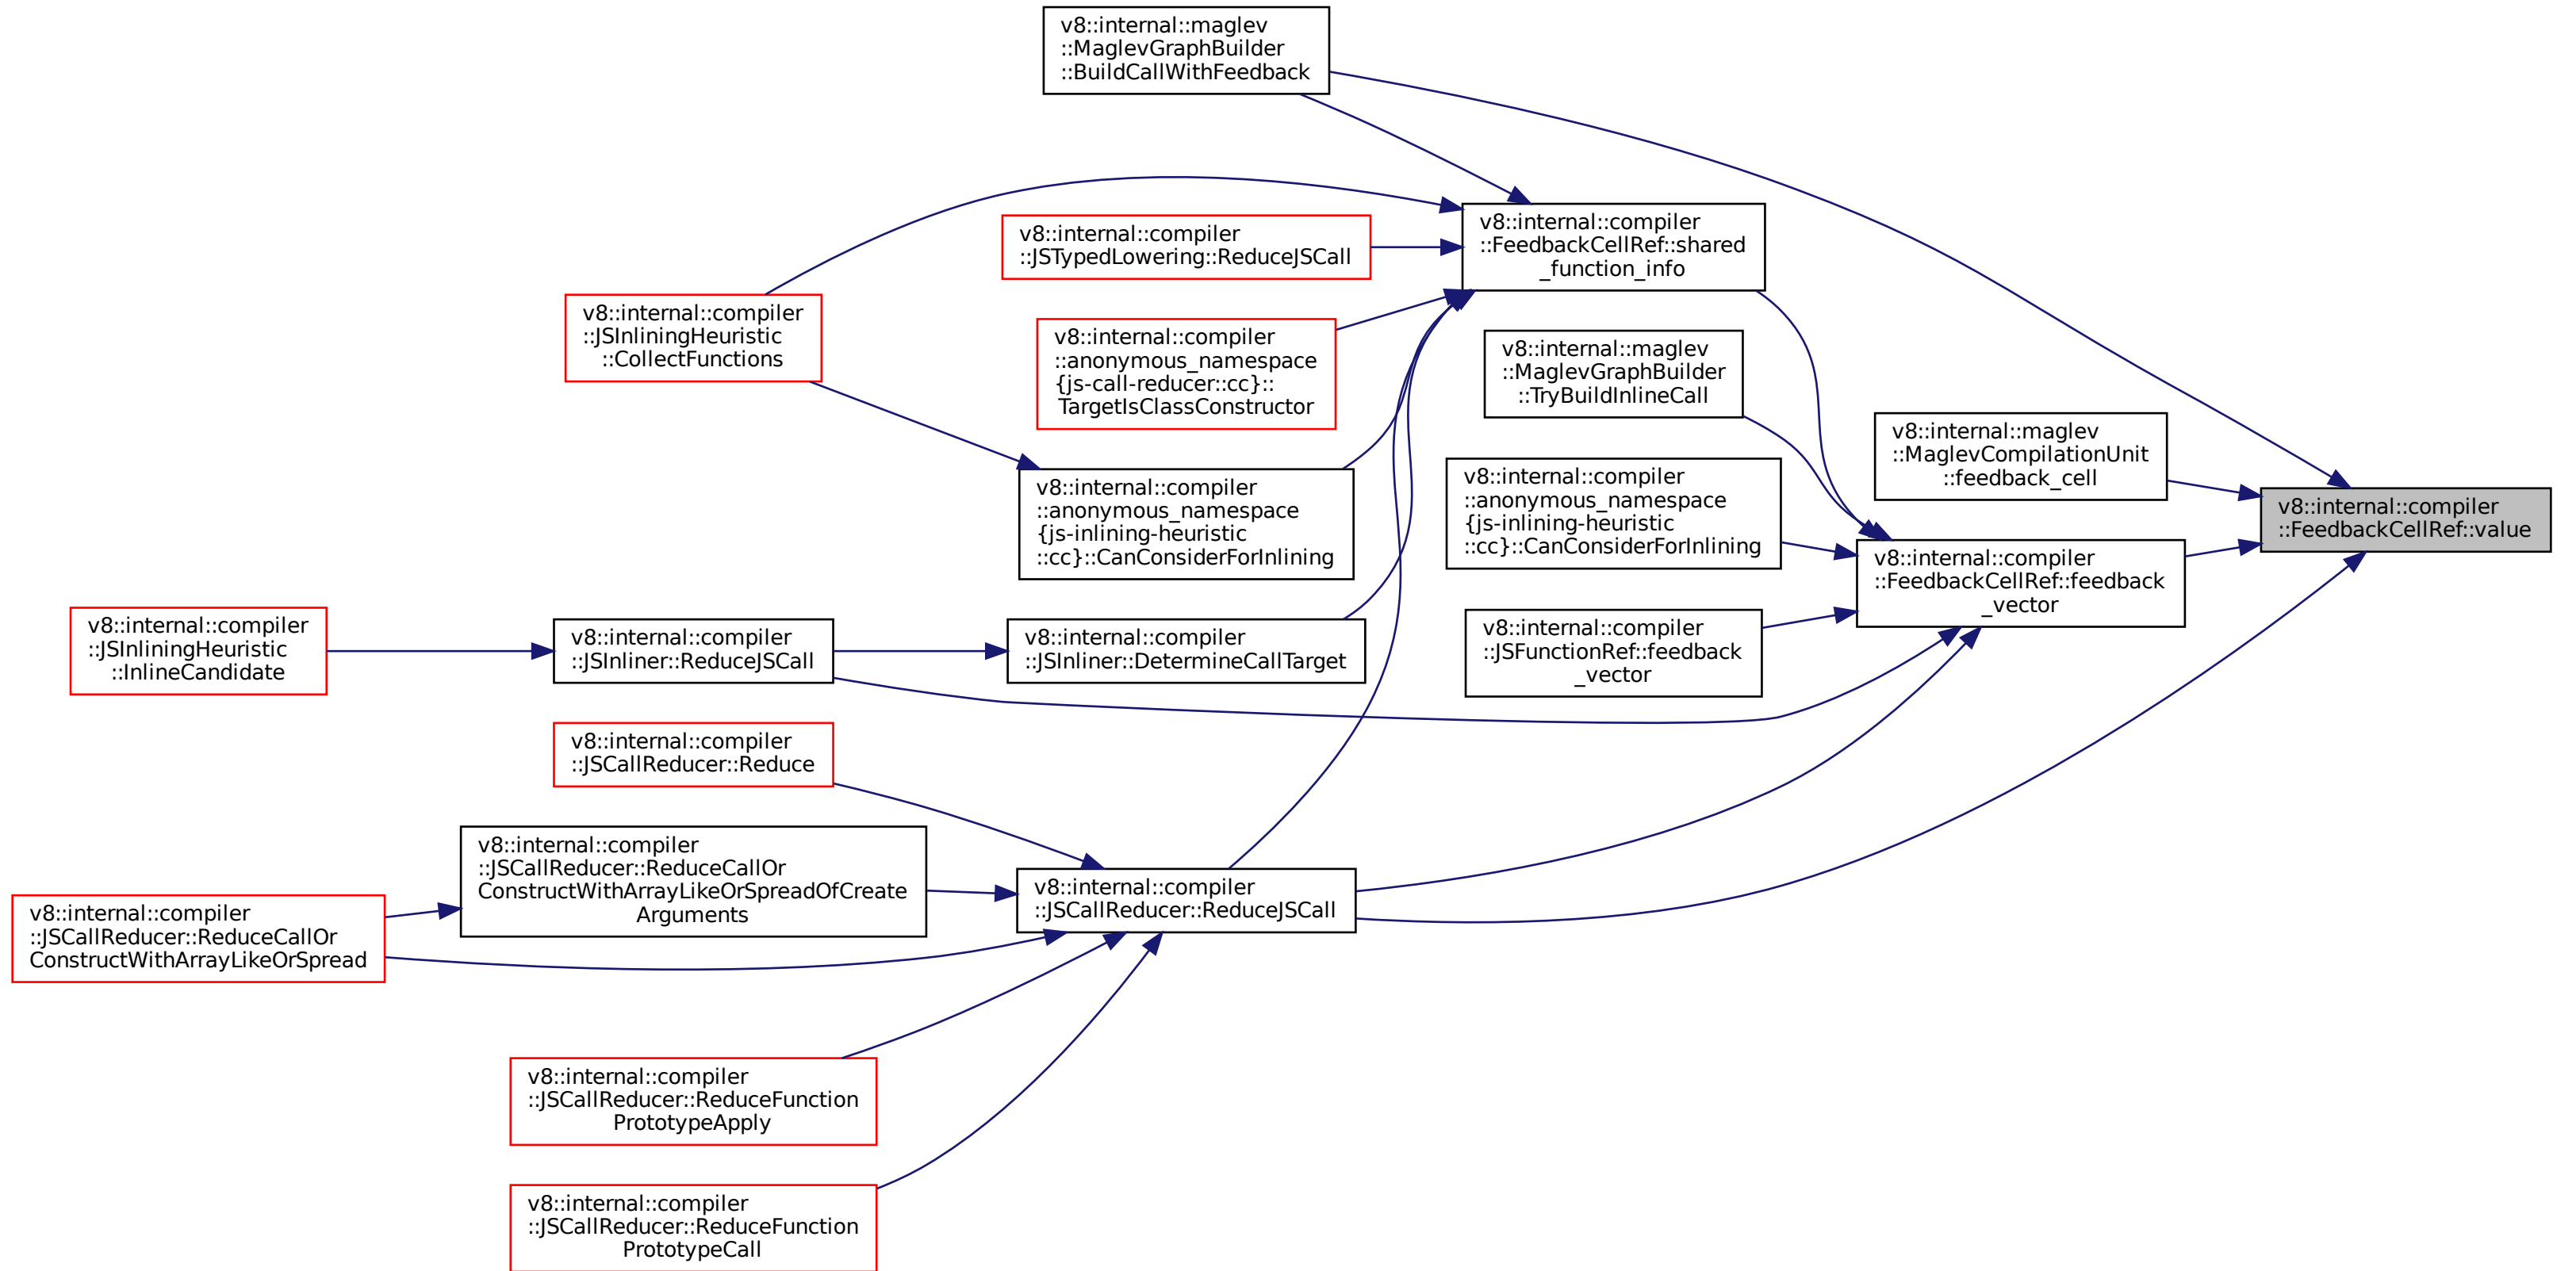 v8::internal::maglev
::MaglevGraphBuilder
::BuildCallWithFeedback
v8::internal::compiler
::FeedbackCellRef::shared
_function_info
v8::internal::compiler
::JSTypedLowering::ReduceJSCall
v8::internal::compiler
::JSInliningHeuristic
::CollectFunctions
v8::internal::compiler
::anonymous_namespace
{js-call-reducer::cc}::
TargetIsClassConstructor
v8::internal::maglev
::MaglevGraphBuilder
::TryBuildInlineCall
v8::internal::maglev
::MaglevCompilationUnit
::feedback_cell
v8::internal::compiler
::FeedbackCellRef::value
v8::internal::compiler
::anonymous_namespace
{js-inlining-heuristic
::cc}::CanConsiderForInlining
v8::internal::compiler
::anonymous_namespace
{js-inlining-heuristic
::cc}::CanConsiderForInlining
v8::internal::compiler
::FeedbackCellRef::feedback
_vector
v8::internal::compiler
::JSInliningHeuristic
::InlineCandidate
v8::internal::compiler
::JSInliner::ReduceJSCall
v8::internal::compiler
::JSInliner::DetermineCallTarget
v8::internal::compiler
::JSFunctionRef::feedback
_vector
v8::internal::compiler
::JSCallReducer::Reduce
v8::internal::compiler
::JSCallReducer::ReduceCallOr
ConstructWithArrayLikeOrSpreadOfCreate
Arguments
v8::internal::compiler
::JSCallReducer::ReduceJSCall
v8::internal::compiler
::JSCallReducer::ReduceCallOr
ConstructWithArrayLikeOrSpread
v8::internal::compiler
::JSCallReducer::ReduceFunction
PrototypeApply
v8::internal::compiler
::JSCallReducer::ReduceFunction
PrototypeCall